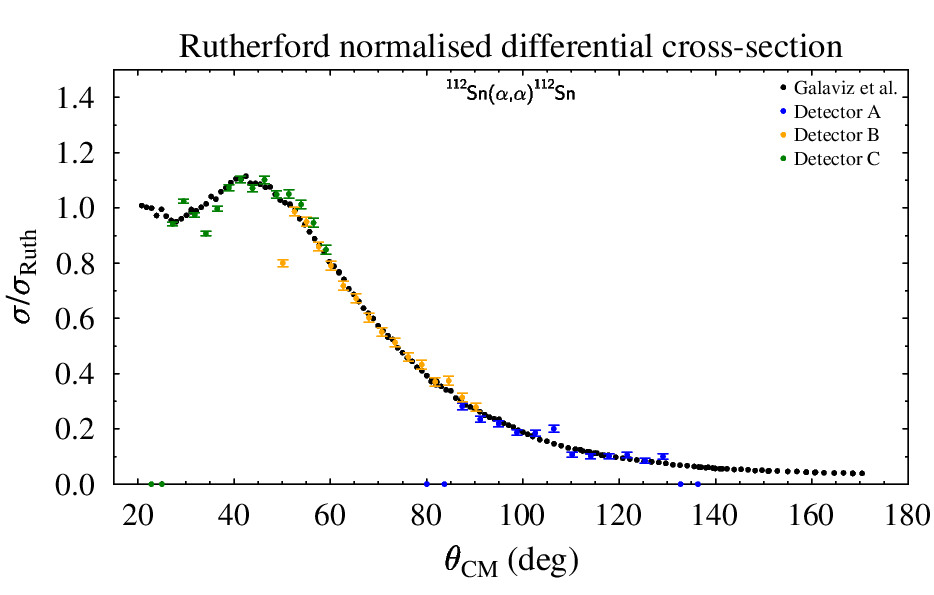 Rutherford normalised differential cross-section
¹¹²Sn(α,α)¹¹²Sn
Galaviz et al.
Detector A
Detector B
Detector C
1.4
1.2
1.0
0.8
0.6
0.4
0.2
0.0
σ/σ_Ruth
20 40 60 80 100 120 140 160 180
θ_CM (deg)